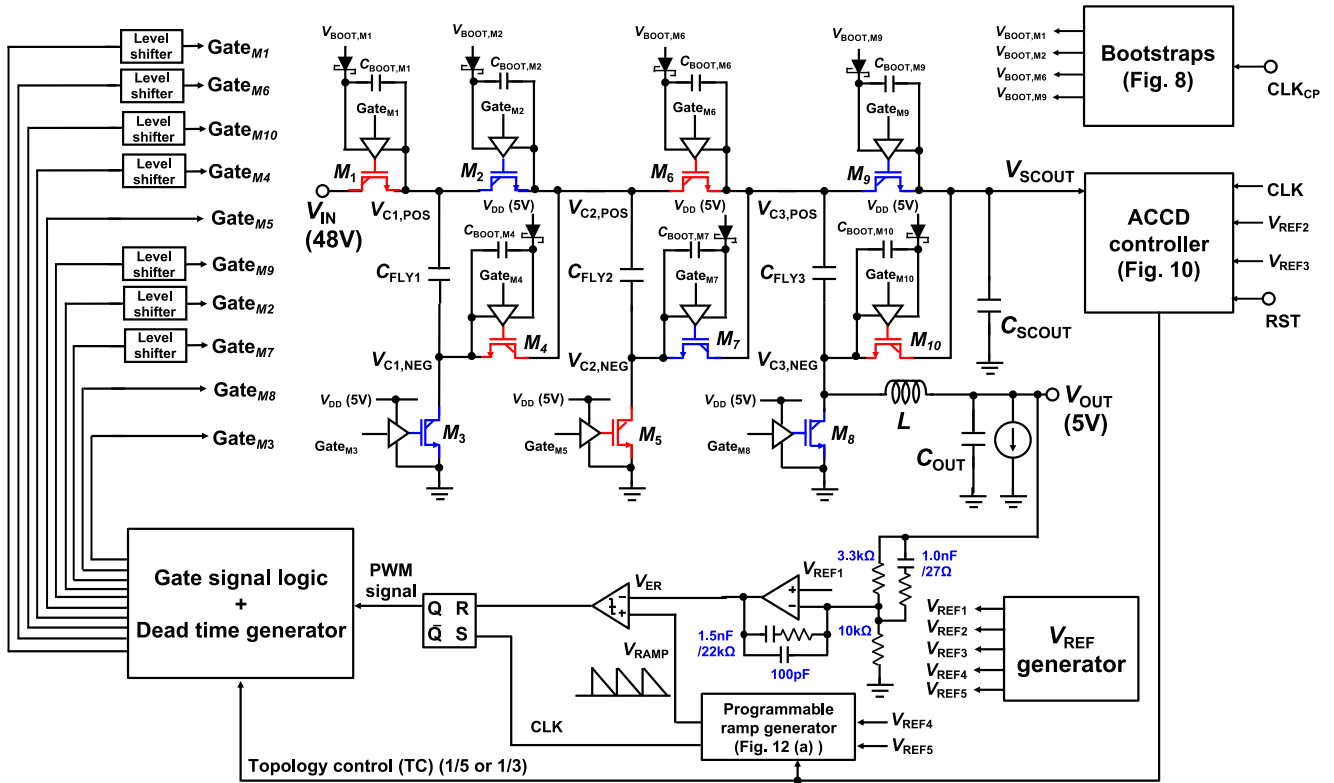 Level
shifter
Gate_M1
Level
shifter
Gate_M6
Level
shifter
Gate_M10
Level
shifter
Gate_M4
Gate_M5
Level
shifter
Gate_M9
Level
shifter
Gate_M2
Level
shifter
Gate_M7
Gate_M8
Gate_M3
V_BOOT,M1
C_BOOT,M1
Gate_M1
M_1
V_IN
(48V)
V_C1,POS
V_BOOT,M2
C_BOOT,M2
Gate_M2
M_2
V_DD (5V)
C_BOOT,M4
Gate_M4
M_4
C_FLY1
V_C1,NEG
V_DD (5V)
Gate_M3
M_3
V_BOOT,M6
C_BOOT,M6
Gate_M6
M_6
V_C2,POS
V_DD (5V)
C_BOOT,M7
Gate_M7
M_7
C_FLY2
V_C2,NEG
V_DD (5V)
Gate_M5
M_5
V_BOOT,M9
C_BOOT,M9
Gate_M9
M_9
V_C3,POS
V_DD (5V)
C_BOOT,M10
Gate_M10
M_10
C_FLY3
V_C3,NEG
V_DD (5V)
Gate_M8
M_8
V_SCOUT
C_SCOUT
L
C_OUT
V_OUT
(5V)
V_BOOT,M1
V_BOOT,M2
V_BOOT,M6
V_BOOT,M9
Bootstraps
(Fig. 8)
CLK_CP
ACCD
controller
(Fig. 10)
CLK
V_REF2
V_REF3
RST
Gate signal logic
+
Dead time generator
PWM
signal
Q R
Q̄ S
V_ER
V_RAMP
CLK
V_REF1
+
−
−
+
1.5nF
/22kΩ
100pF
3.3kΩ
1.0nF
/27Ω
10kΩ
V_REF1
V_REF2
V_REF3
V_REF4
V_REF5
V_REF
generator
Programmable
ramp generator
(Fig. 12 (a) )
V_REF4
V_REF5
Topology control (TC) (1/5 or 1/3)